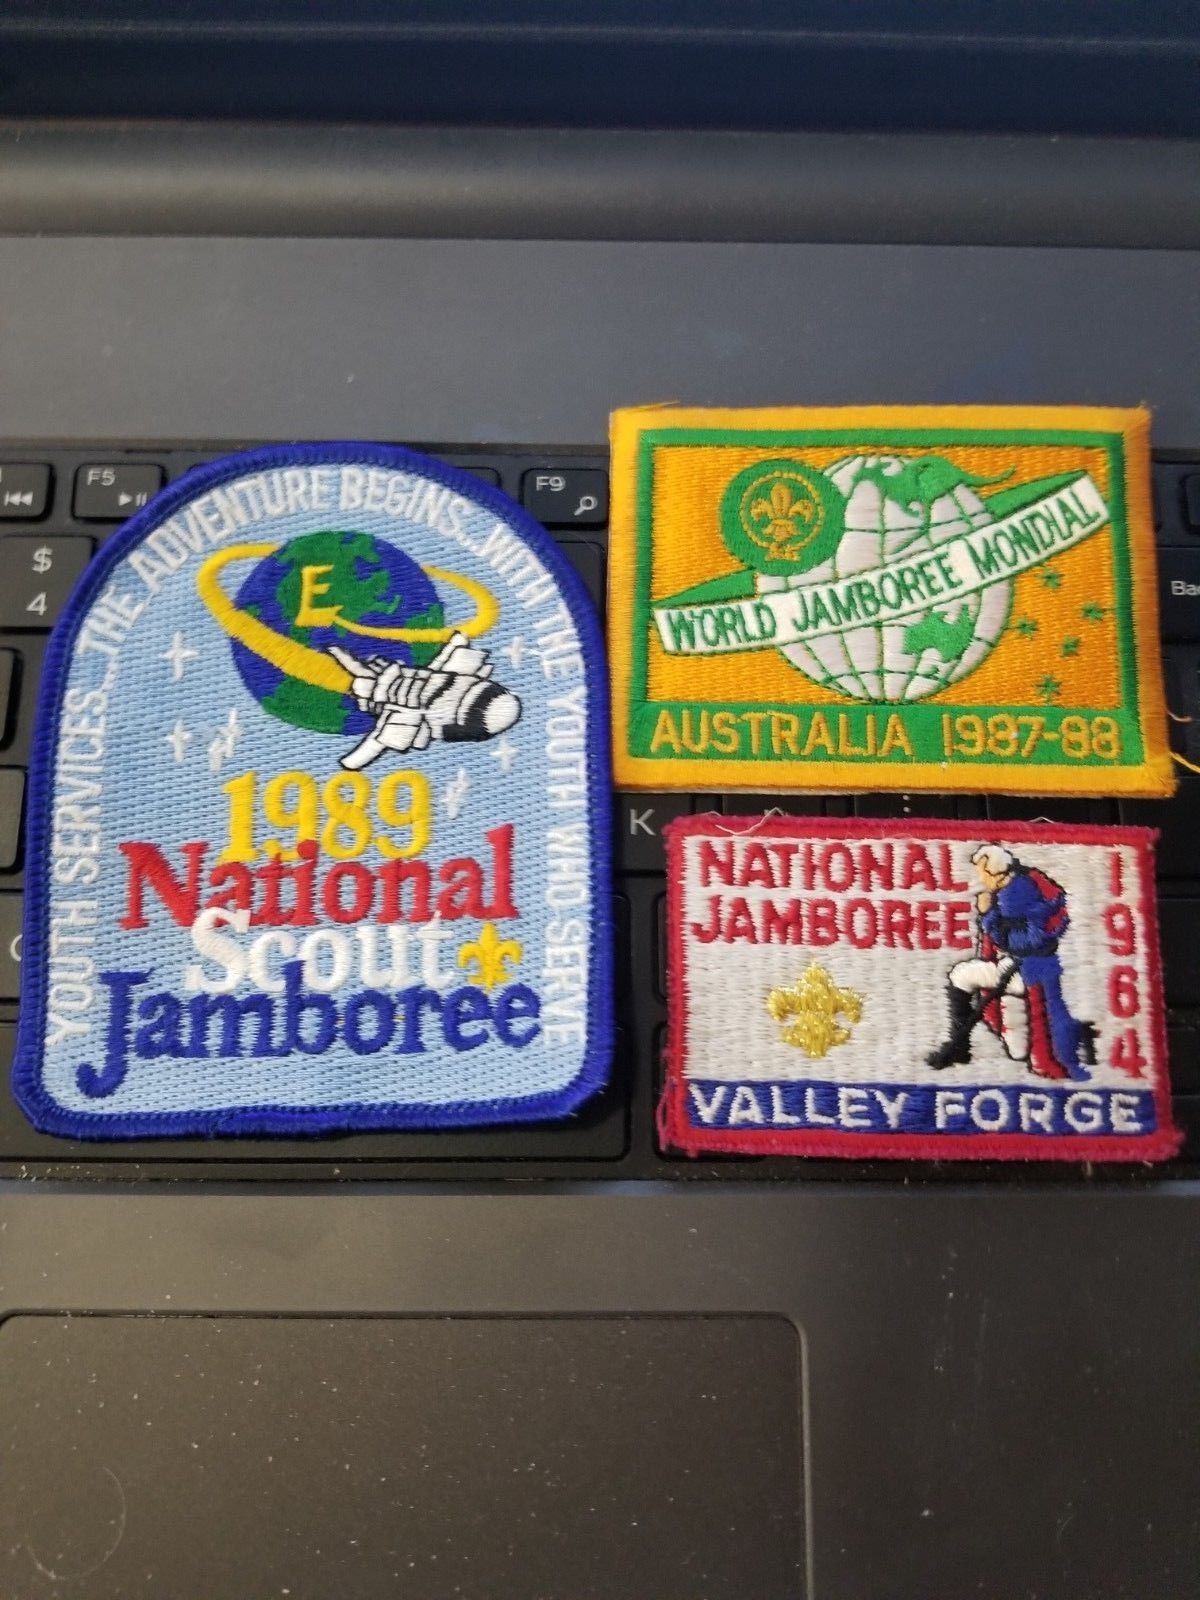 YOUTH SERVICES...THE ADVENTURE BEGINS...WITH THE YOUTH WHO SERVE
E
1989
National
Scout
Jamboree
WORLD JAMBOREE MONDIAL
AUSTRALIA 1987-88
NATIONAL
JAMBOREE
1964
VALLEY FORGE
F5
F9
$
4
K
Bac